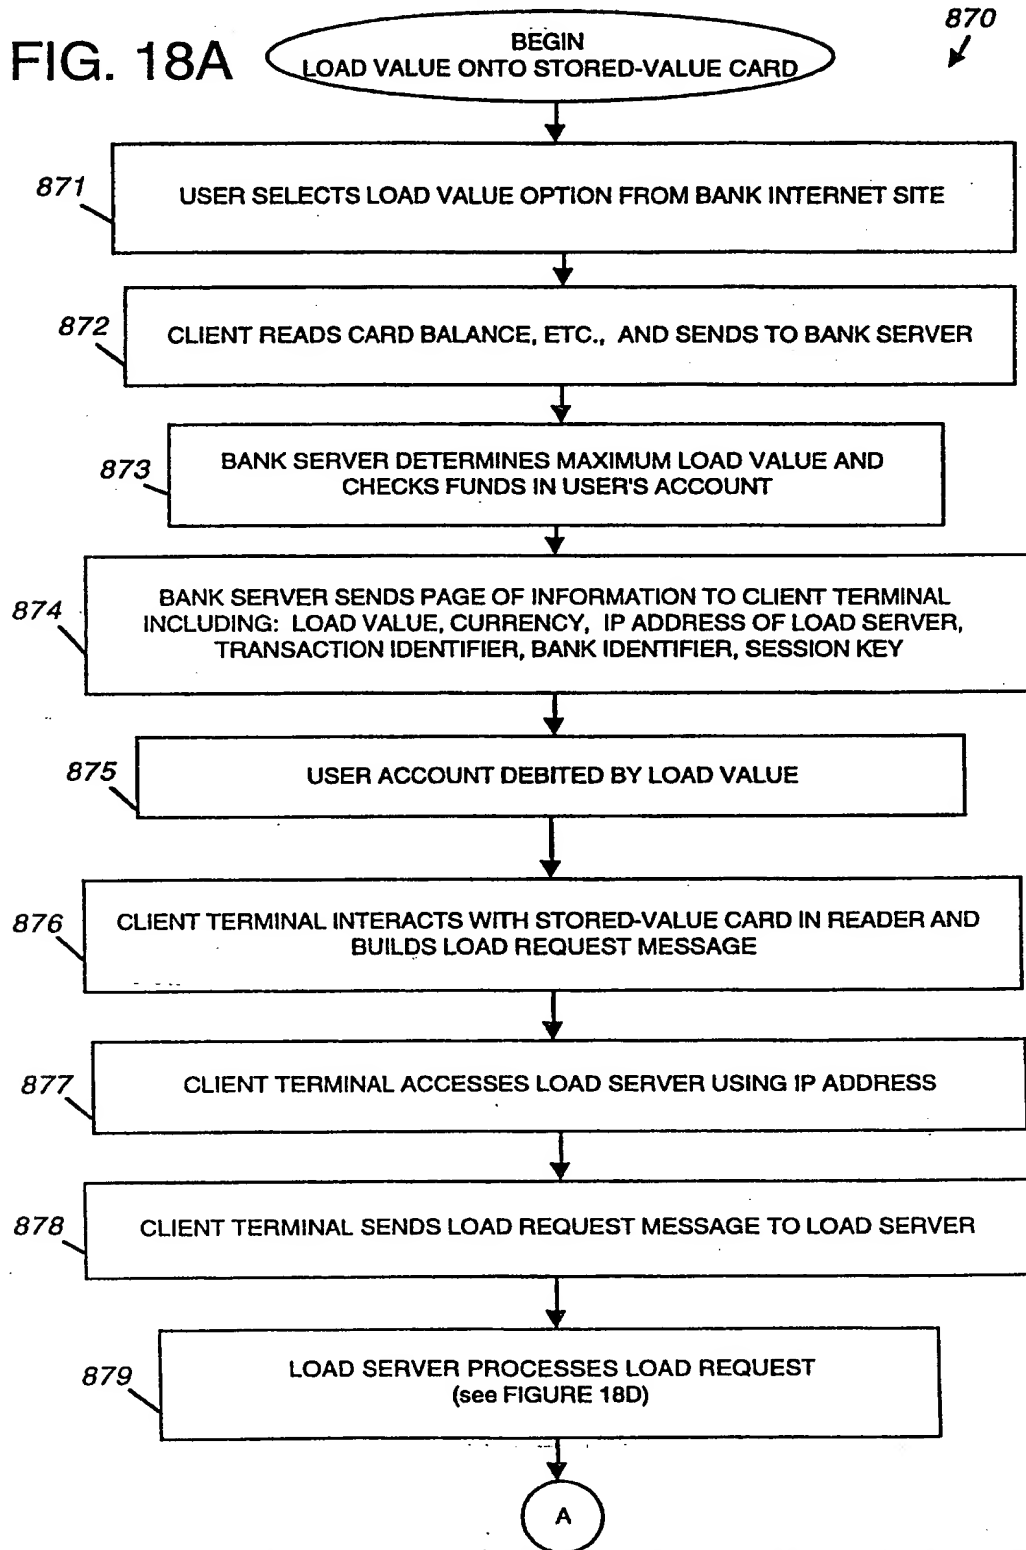 FIG. 18A
870
BEGIN
LOAD VALUE ONTO STORED-VALUE CARD
871
USER SELECTS LOAD VALUE OPTION FROM BANK INTERNET SITE
872
CLIENT READS CARD BALANCE, ETC., AND SENDS TO BANK SERVER
873
BANK SERVER DETERMINES MAXIMUM LOAD VALUE AND
CHECKS FUNDS IN USER'S ACCOUNT
874
BANK SERVER SENDS PAGE OF INFORMATION TO CLIENT TERMINAL
INCLUDING: LOAD VALUE, CURRENCY, IP ADDRESS OF LOAD SERVER,
TRANSACTION IDENTIFIER, BANK IDENTIFIER, SESSION KEY
875
USER ACCOUNT DEBITED BY LOAD VALUE
876
CLIENT TERMINAL INTERACTS WITH STORED-VALUE CARD IN READER AND
BUILDS LOAD REQUEST MESSAGE
877
CLIENT TERMINAL ACCESSES LOAD SERVER USING IP ADDRESS
878
CLIENT TERMINAL SENDS LOAD REQUEST MESSAGE TO LOAD SERVER
879
LOAD SERVER PROCESSES LOAD REQUEST
(see FIGURE 18D)
A